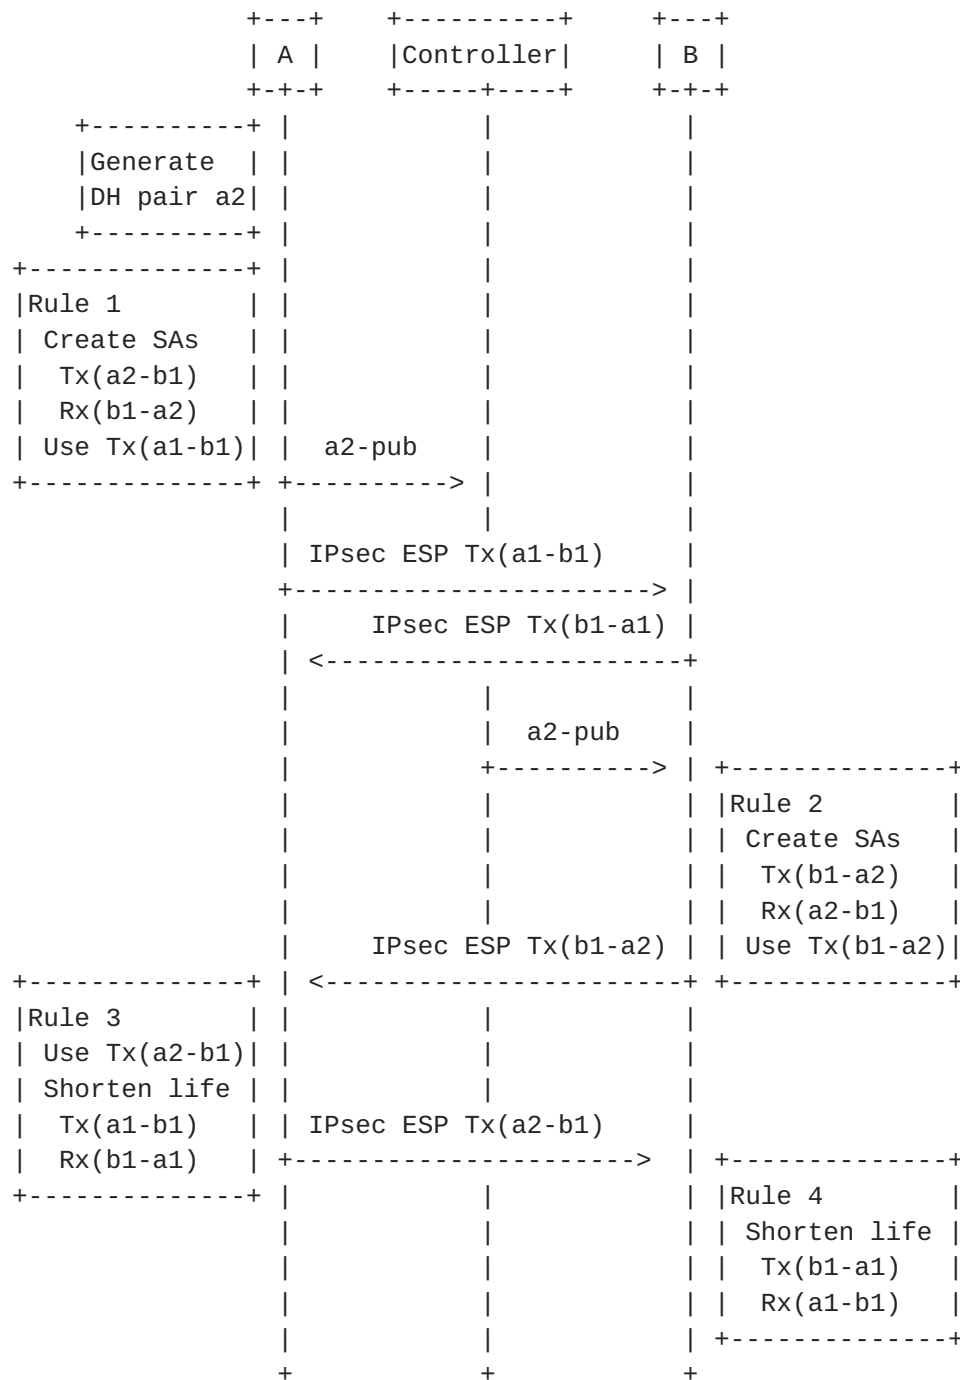 +---+    +----------+     +---+
| A |    |Controller|     | B |
+-+-+    +-----+----+     +-+-+
+----------+ |            |            |
|Generate  | |            |            |
|DH pair a2| |            |            |
+----------+ |            |            |
+--------------+ |            |            |
|Rule 1        | |            |            |
| Create SAs   | |            |            |
|  Tx(a2-b1)   | |            |            |
|  Rx(b1-a2)   | |            |            |
| Use Tx(a1-b1)| |  a2-pub    |            |
+--------------+ +----------> |            |
|            |            |
| IPsec ESP Tx(a1-b1)     |
+-----------------------> |
|     IPsec ESP Tx(b1-a1) |
| <-----------------------+
|            |            |
|            |  a2-pub    |
|            +----------> | +--------------+
|            |            | |Rule 2        |
|            |            | | Create SAs   |
|            |            | |  Tx(b1-a2)   |
|            |            | |  Rx(a2-b1)   |
|     IPsec ESP Tx(b1-a2) | | Use Tx(b1-a2)|
+--------------+ | <-----------------------+ +--------------+
|Rule 3        | |            |            |
| Use Tx(a2-b1)| |            |            |
| Shorten life | |            |            |
|  Tx(a1-b1)   | | IPsec ESP Tx(a2-b1)     |
|  Rx(b1-a1)   | +---------------------->  | +--------------+
+--------------+ |            |            | |Rule 4        |
|            |            | | Shorten life |
|            |            | |  Tx(b1-a1)   |
|            |            | |  Rx(a1-b1)   |
|            |            | +--------------+
+            +            +